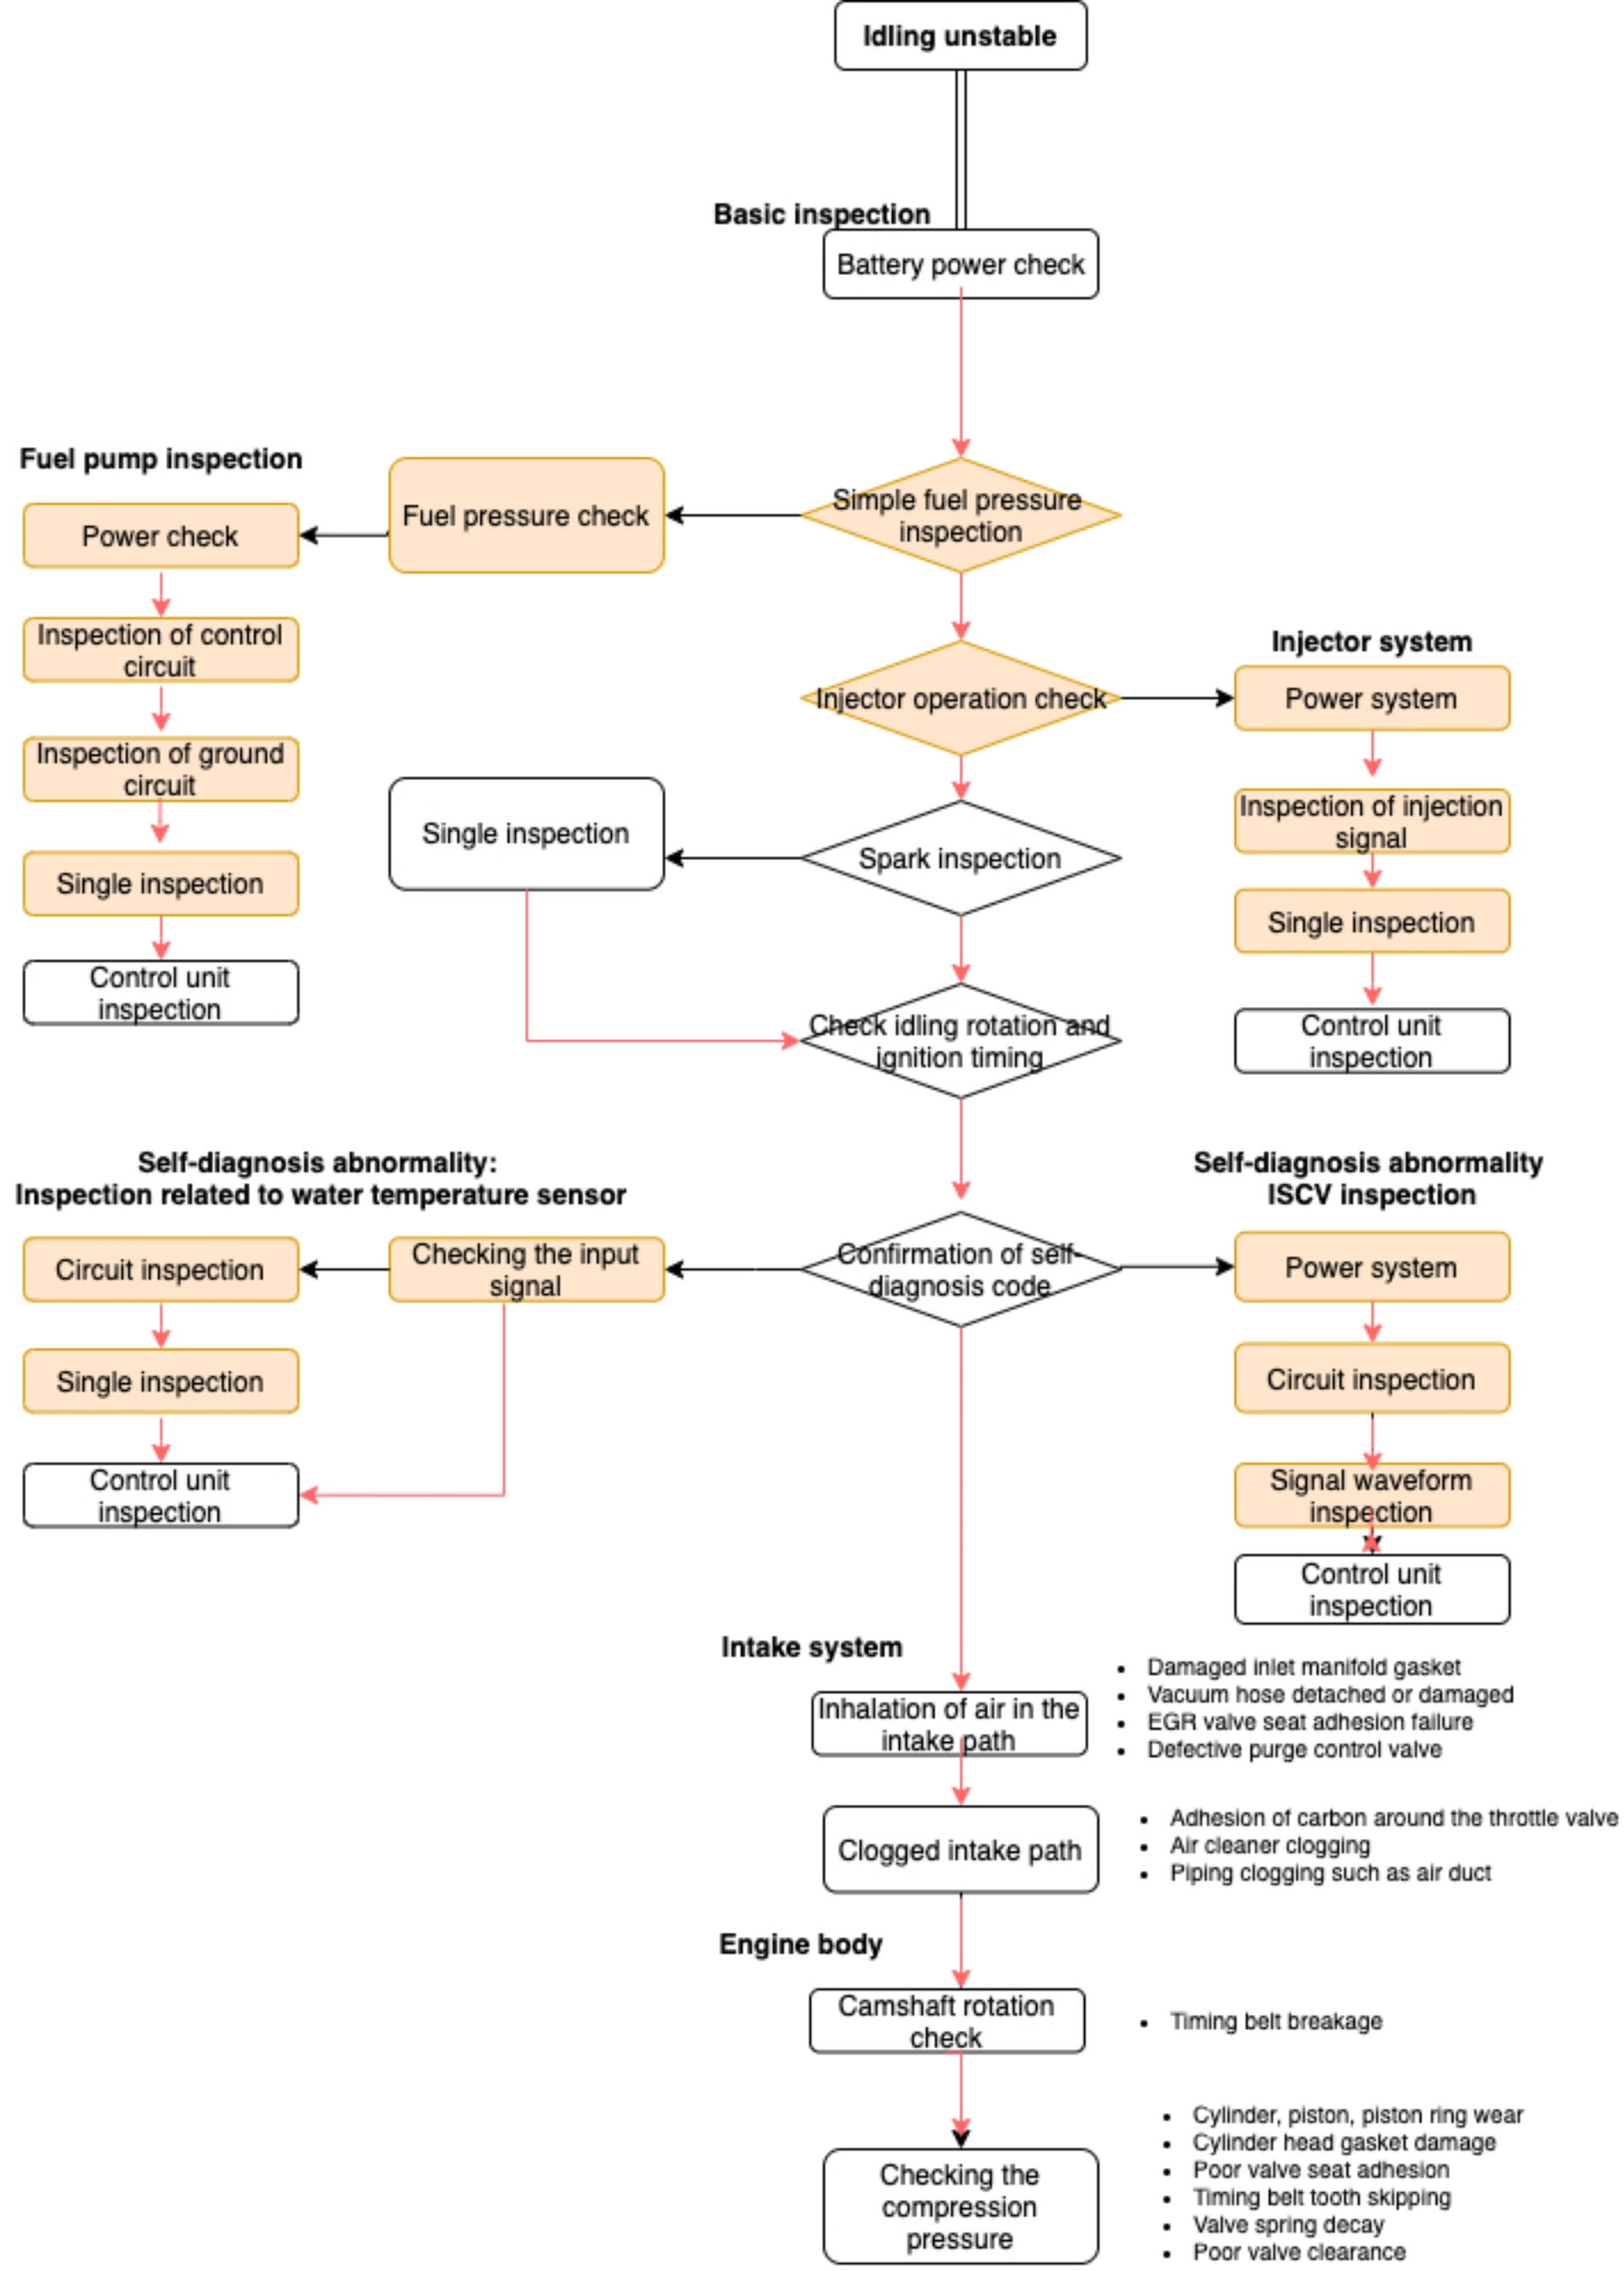 Idling unstable
Basic inspection
Battery power check
Fuel pump inspection
Simple fuel pressure
inspection
Fuel pressure check
Power check
Inspection of control
circuit
Inspection of ground
circuit
Single inspection
Control unit
inspection
Injector operation check
Injector system
Power system
Inspection of injection
signal
Single inspection
Control unit
inspection
Spark inspection
Single inspection
Check idling rotation and
ignition timing
Self-diagnosis abnormality:
Inspection related to water temperature sensor
Self-diagnosis abnormality
ISCV inspection
Confirmation of self-
diagnosis code
Checking the input
signal
Circuit inspection
Single inspection
Control unit
inspection
Power system
Circuit inspection
Signal waveform
inspection
Control unit
inspection
Intake system
Inhalation of air in the
intake path
• Damaged inlet manifold gasket
• Vacuum hose detached or damaged
• EGR valve seat adhesion failure
• Defective purge control valve
Clogged intake path
• Adhesion of carbon around the throttle valve
• Air cleaner clogging
• Piping clogging such as air duct
Engine body
Camshaft rotation
check
• Timing belt breakage
Checking the
compression
pressure
• Cylinder, piston, piston ring wear
• Cylinder head gasket damage
• Poor valve seat adhesion
• Timing belt tooth skipping
• Valve spring decay
• Poor valve clearance